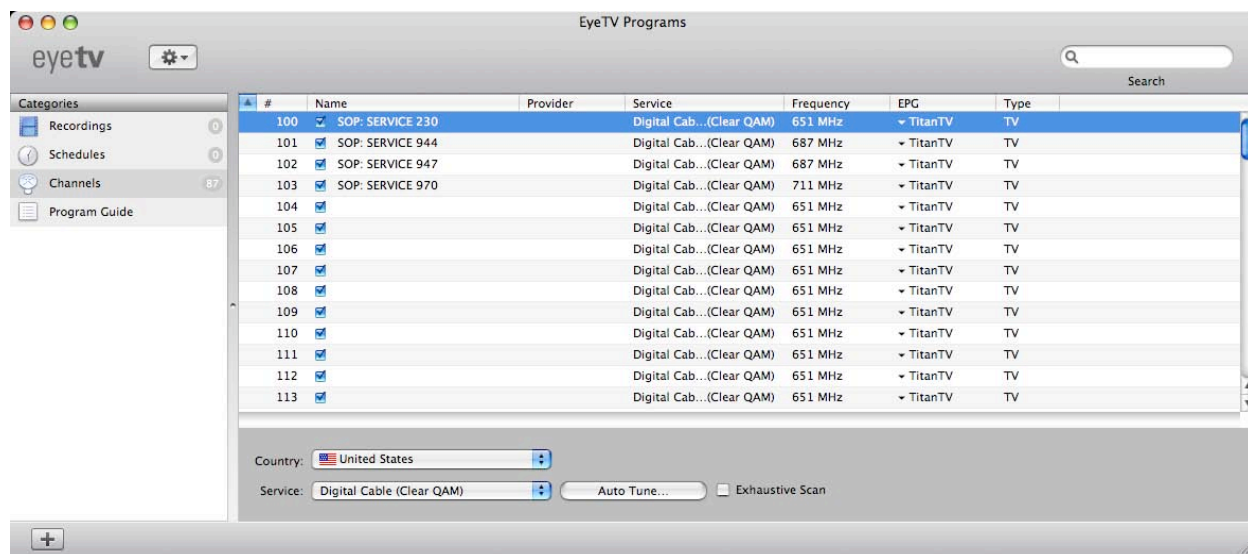 EyeTV Programs
eyetv
Search
Categories
Recordings 0
Schedules 0
Channels 87
Program Guide
# Name Provider Service Frequency EPG Type
100 SOP: SERVICE 230 Digital Cab...(Clear QAM) 651 MHz TitanTV TV
101 SOP: SERVICE 944 Digital Cab...(Clear QAM) 687 MHz TitanTV TV
102 SOP: SERVICE 947 Digital Cab...(Clear QAM) 687 MHz TitanTV TV
103 SOP: SERVICE 970 Digital Cab...(Clear QAM) 711 MHz TitanTV TV
104 Digital Cab...(Clear QAM) 651 MHz TitanTV TV
105 Digital Cab...(Clear QAM) 651 MHz TitanTV TV
106 Digital Cab...(Clear QAM) 651 MHz TitanTV TV
107 Digital Cab...(Clear QAM) 651 MHz TitanTV TV
108 Digital Cab...(Clear QAM) 651 MHz TitanTV TV
109 Digital Cab...(Clear QAM) 651 MHz TitanTV TV
110 Digital Cab...(Clear QAM) 651 MHz TitanTV TV
111 Digital Cab...(Clear QAM) 651 MHz TitanTV TV
112 Digital Cab...(Clear QAM) 651 MHz TitanTV TV
113 Digital Cab...(Clear QAM) 651 MHz TitanTV TV
Country: United States
Service: Digital Cable (Clear QAM) Auto Tune... Exhaustive Scan